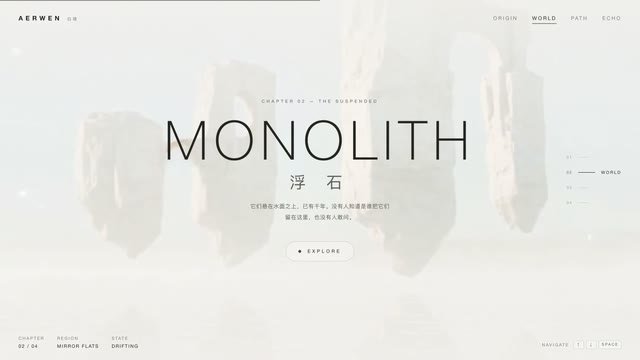 AERWEN
ORIGIN WORLD PATH ECHO
CHAPTER 02 — THE SUSPENDED
MONOLITH
浮 石
它们悬在水面之上,已有千年。没有人知道是谁把它们
留在这里,也没有人敢问。
EXPLORE
01
02 WORLD
03
04
CHAPTER REGION STATE
02 / 04 MIRROR FLATS DRIFTING
NAVIGATE ↑ ↓ SPACE